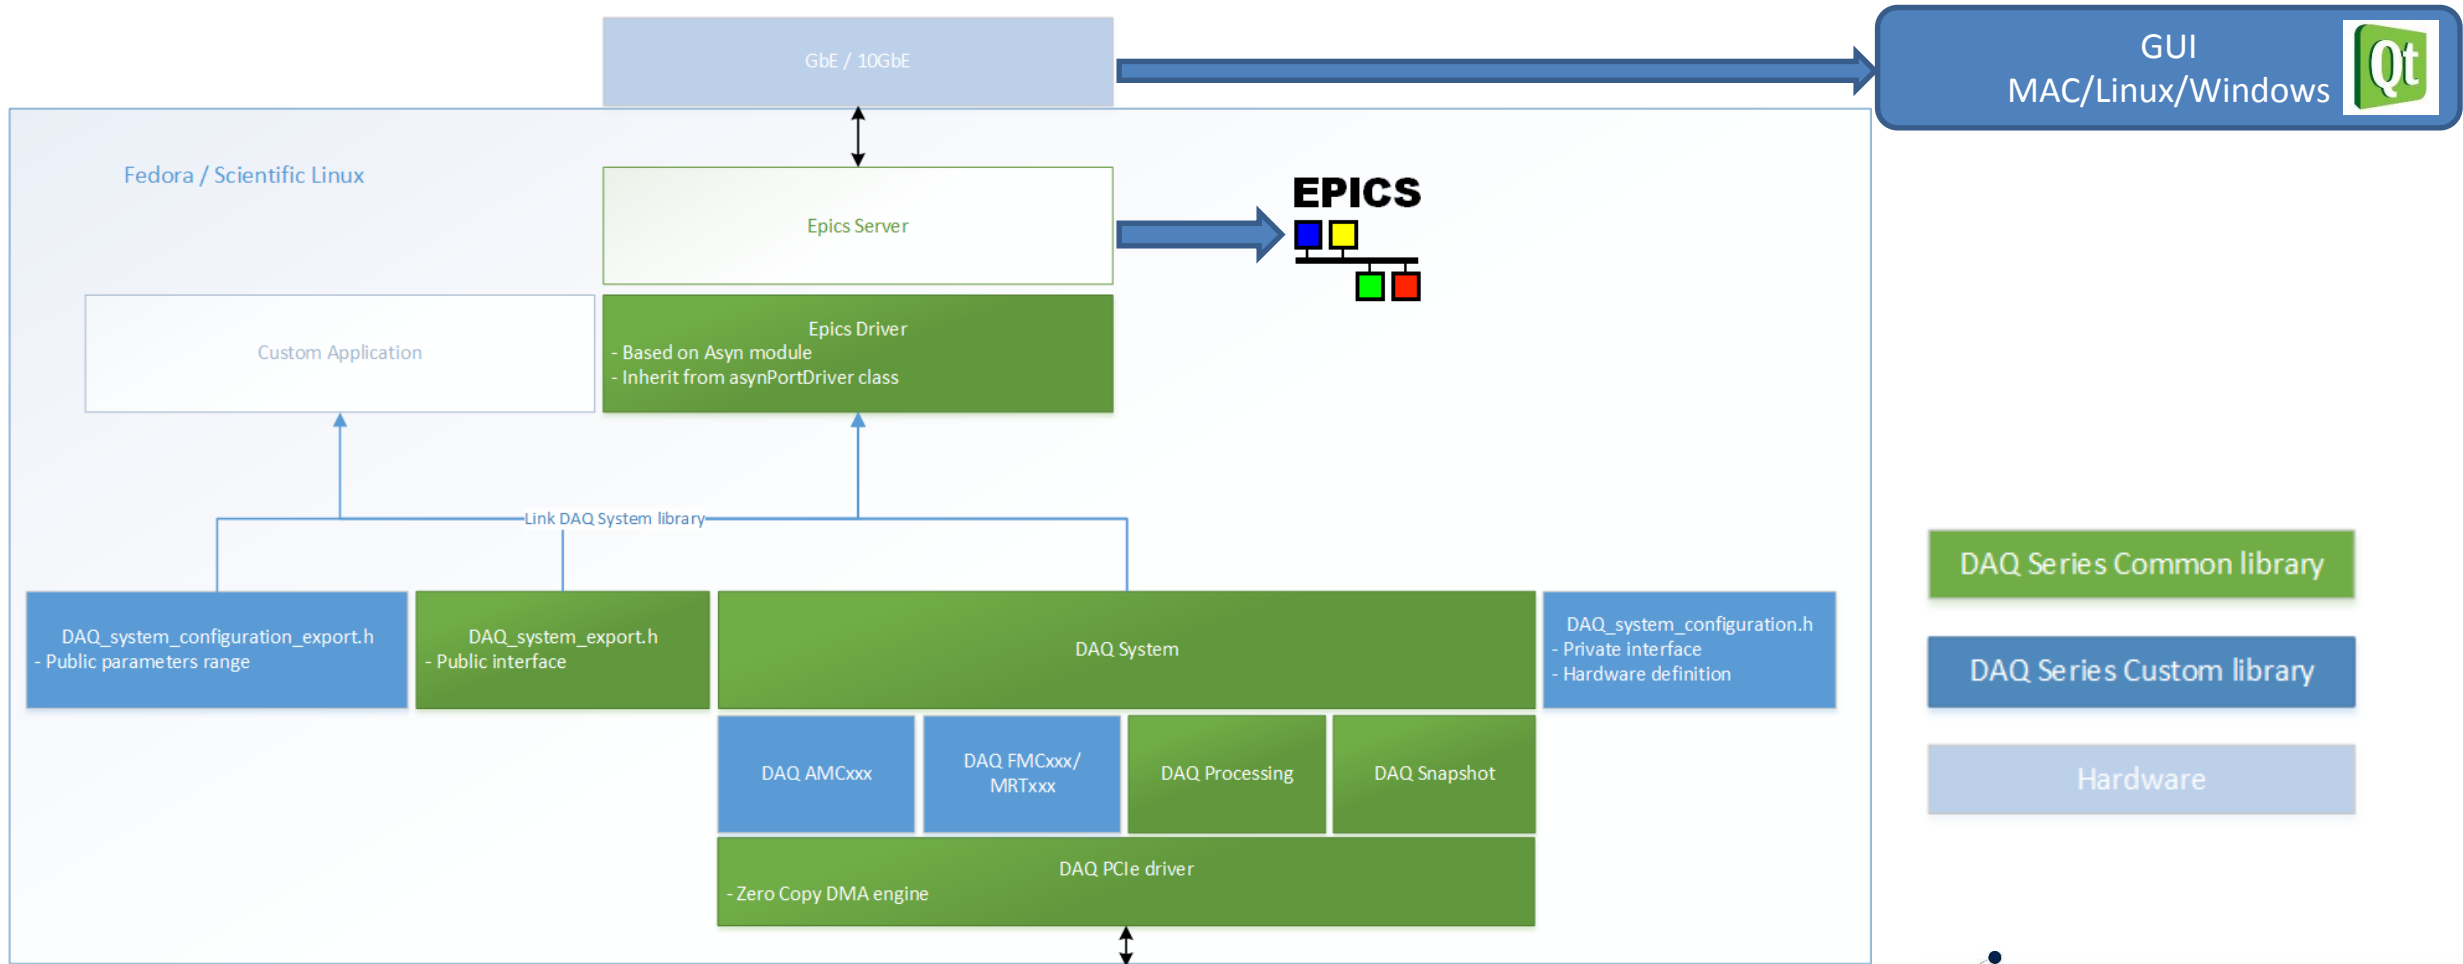 GbE / 10GbE
GUI
MAC/Linux/Windows
Qt
Fedora / Scientific Linux
Epics Server
EPICS
Custom Application
Epics Driver
- Based on Asyn module
- Inherit from asynPortDriver class
Link DAQ System library
DAQ_system_configuration_export.h
- Public parameters range
DAQ_system_export.h
- Public interface
DAQ System
DAQ_system_configuration.h
- Private interface
- Hardware definition
DAQ AMCxxx
DAQ FMCxxx/
MRTxxx
DAQ Processing
DAQ Snapshot
DAQ PCIe driver
- Zero Copy DMA engine
DAQ Series Common library
DAQ Series Custom library
Hardware